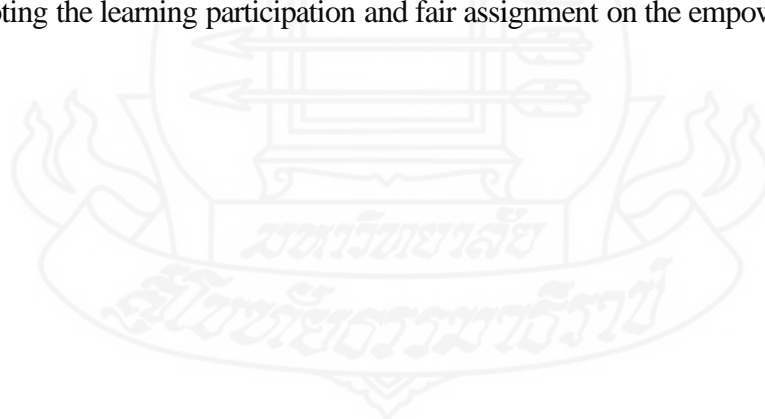 oting the learning participation and fair assignment on the empow
มหาวิทยาลัย
สุโขทัยธรรมาธิราช